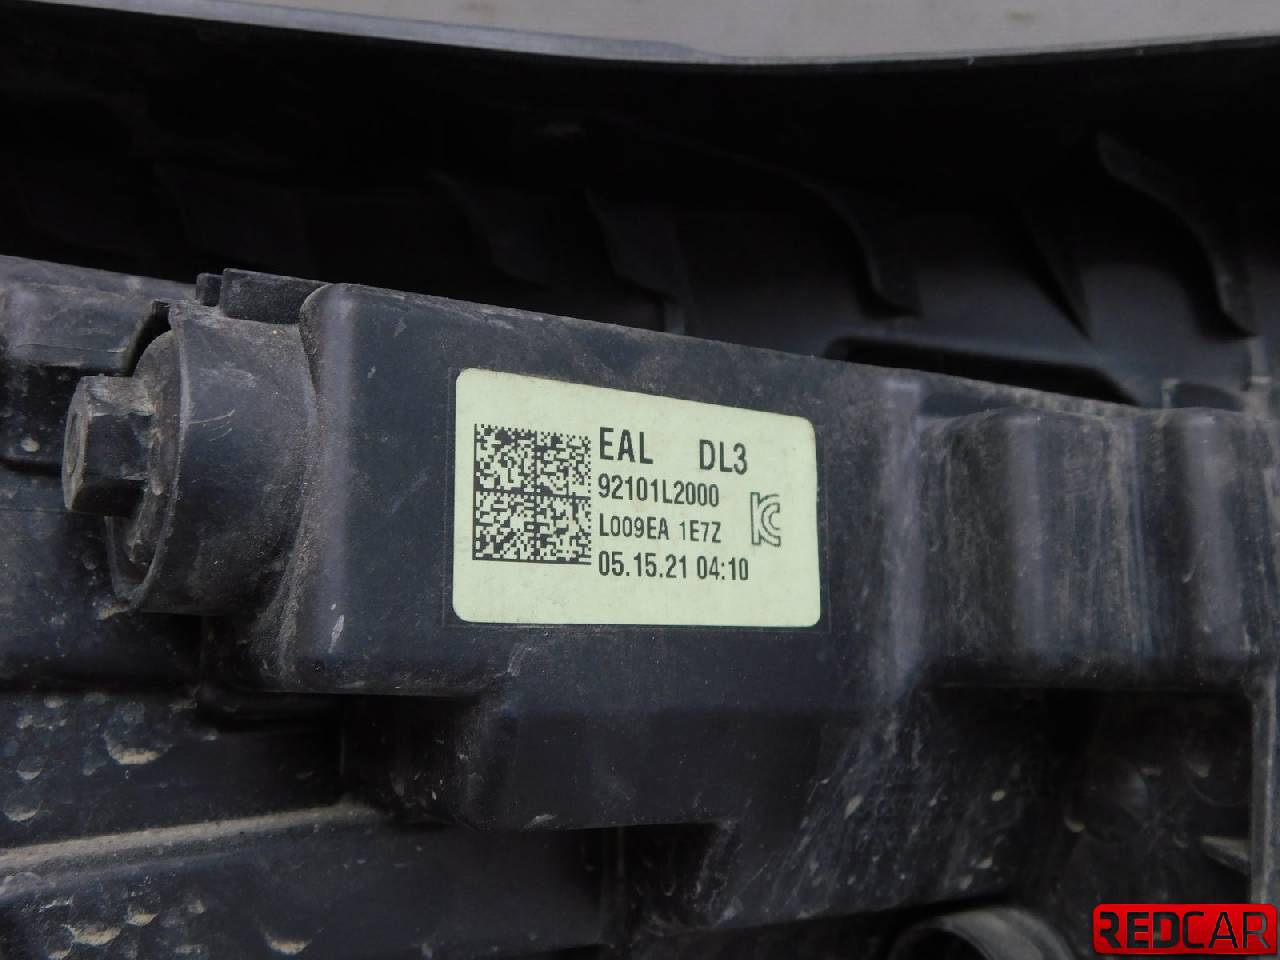 EAL DL3
92101L2000
L009EA 1E7Z
05.15.21 04:10
REDCAR